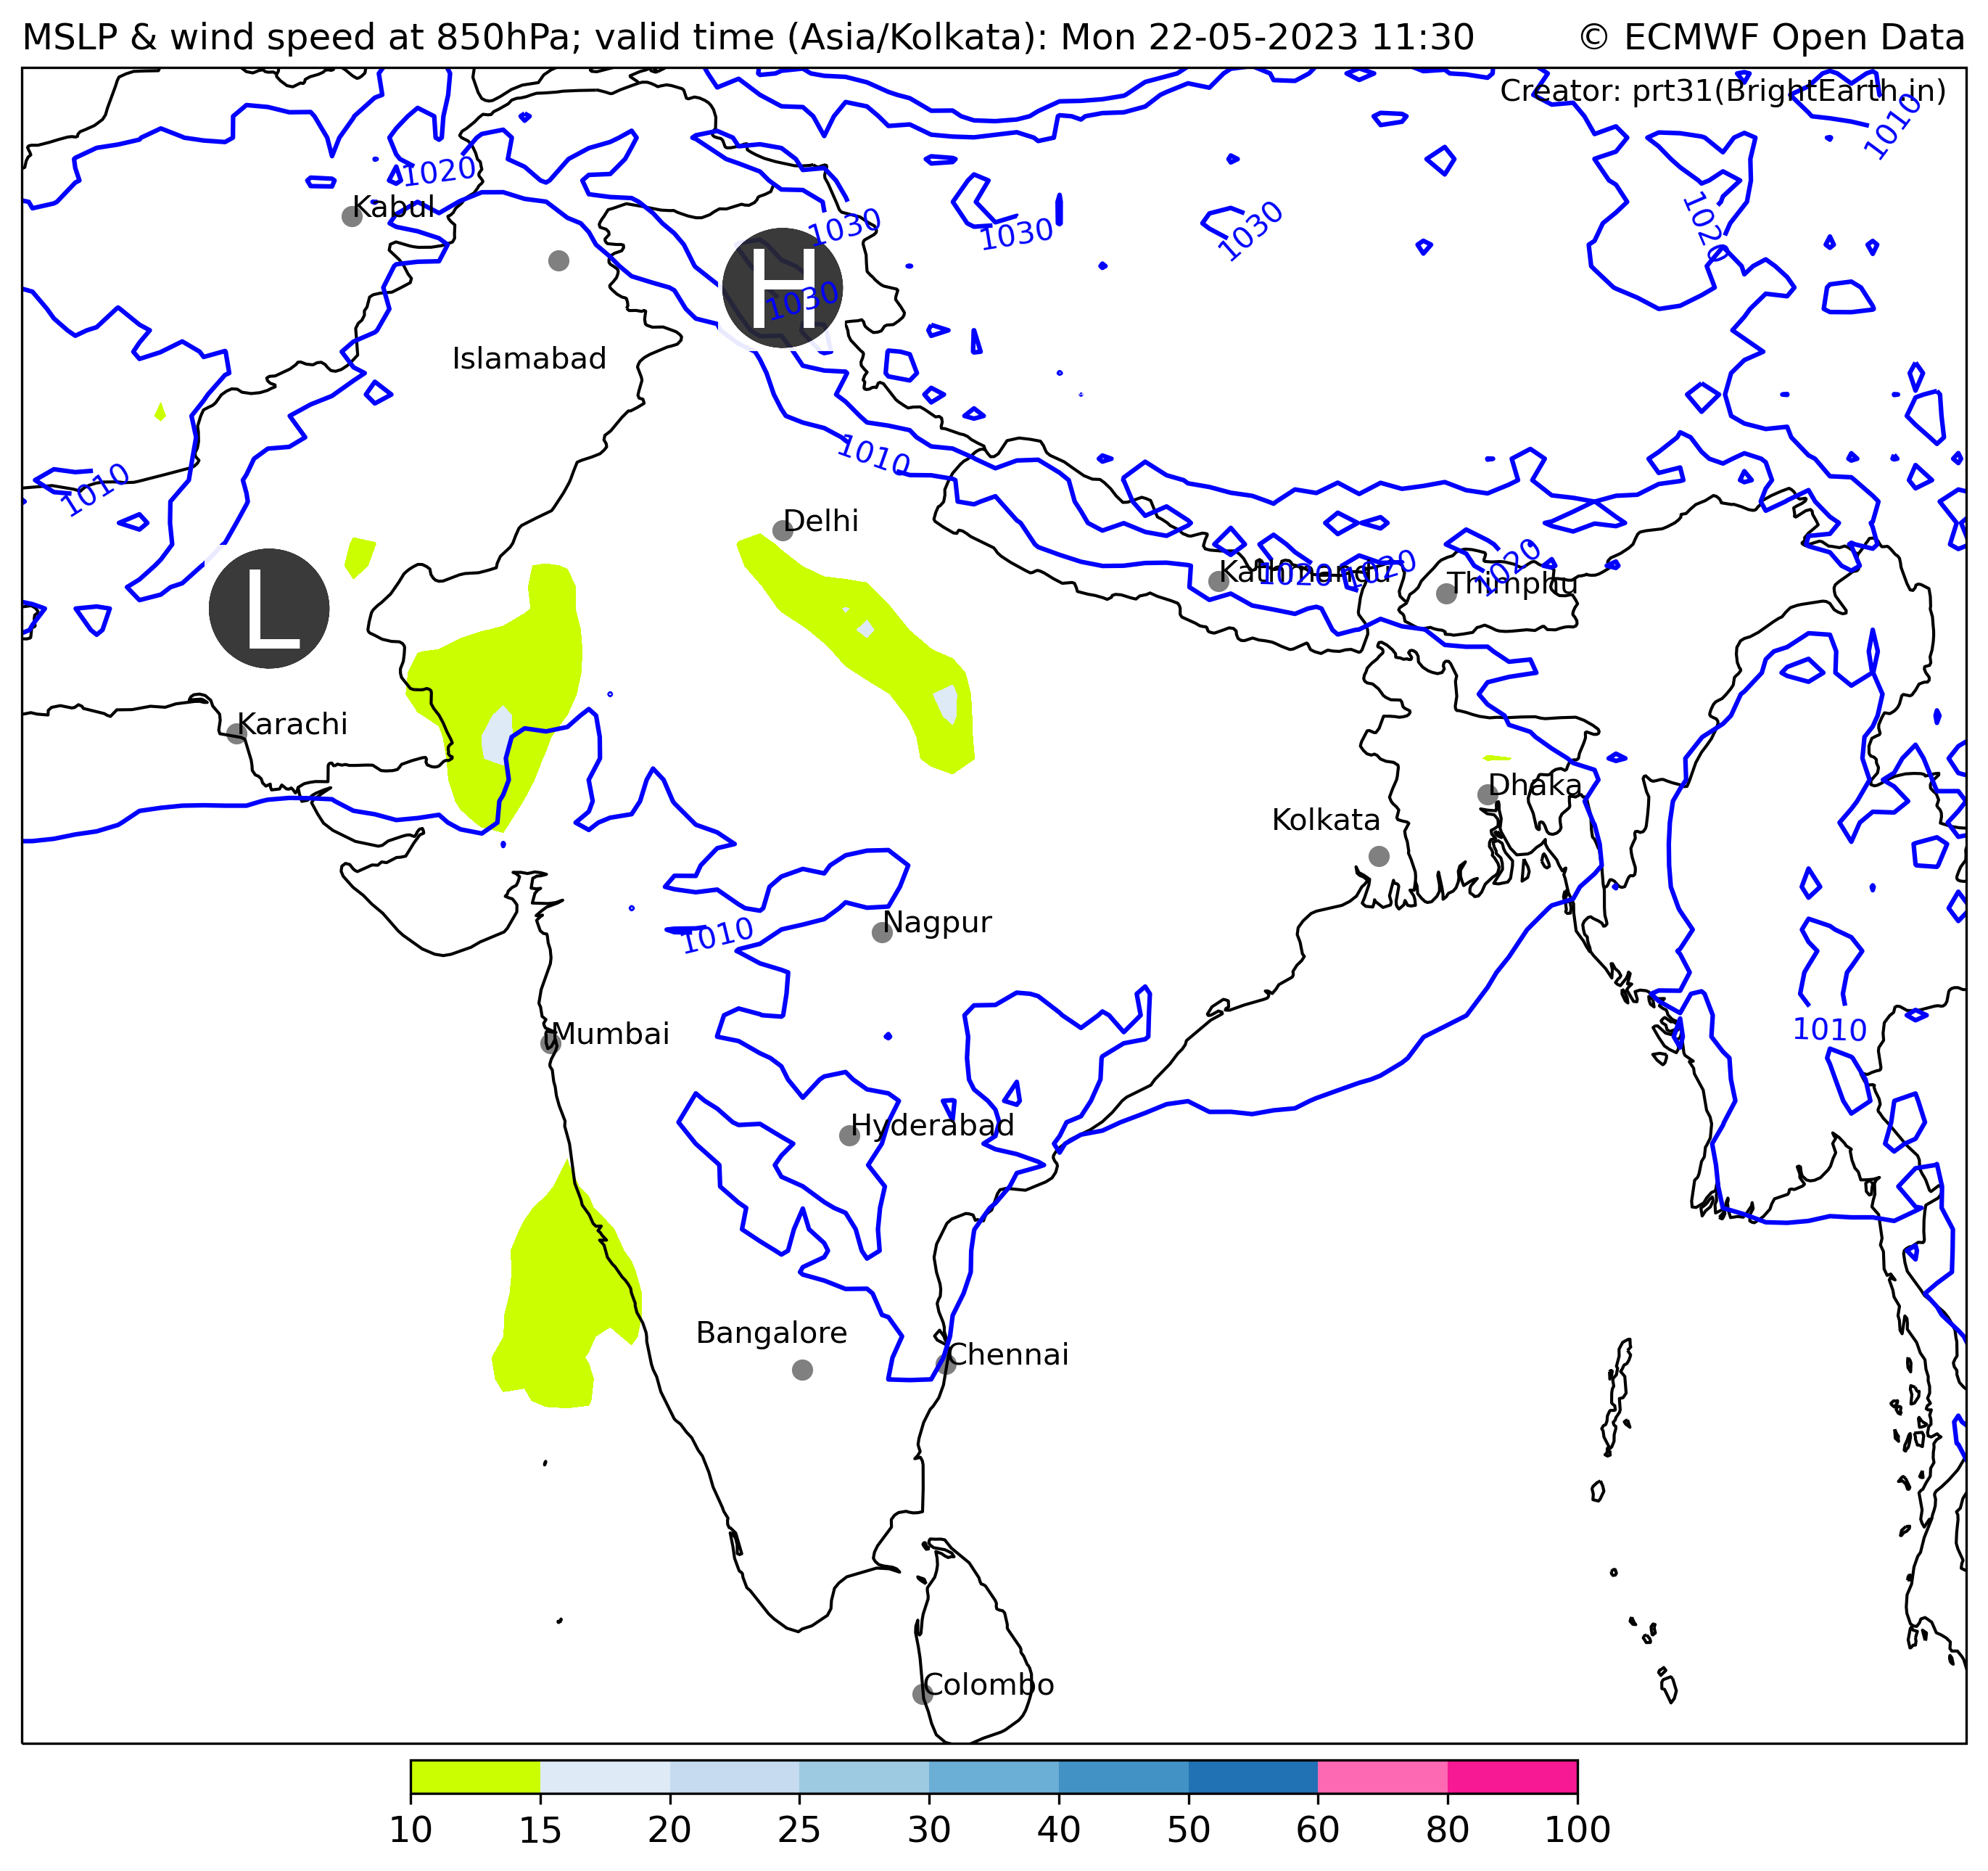 MSLP & wind speed at 850hPa; valid time (Asia/Kolkata): Mon 22-05-2023 11:30
© ECMWF Open Data
Creator: prt31(BrightEarth.in)
1010
1020
Kabul
1020
1030
1030
1030
H
1030
Islamabad
1010
1010
Delhi
Kathmandu
1020
1020
1020
Thimphu
L
Karachi
Dhaka
Kolkata
Nagpur
1010
Mumbai
1010
Hyderabad
Bangalore
Chennai
Colombo
10 15 20 25 30 40 50 60 80 100